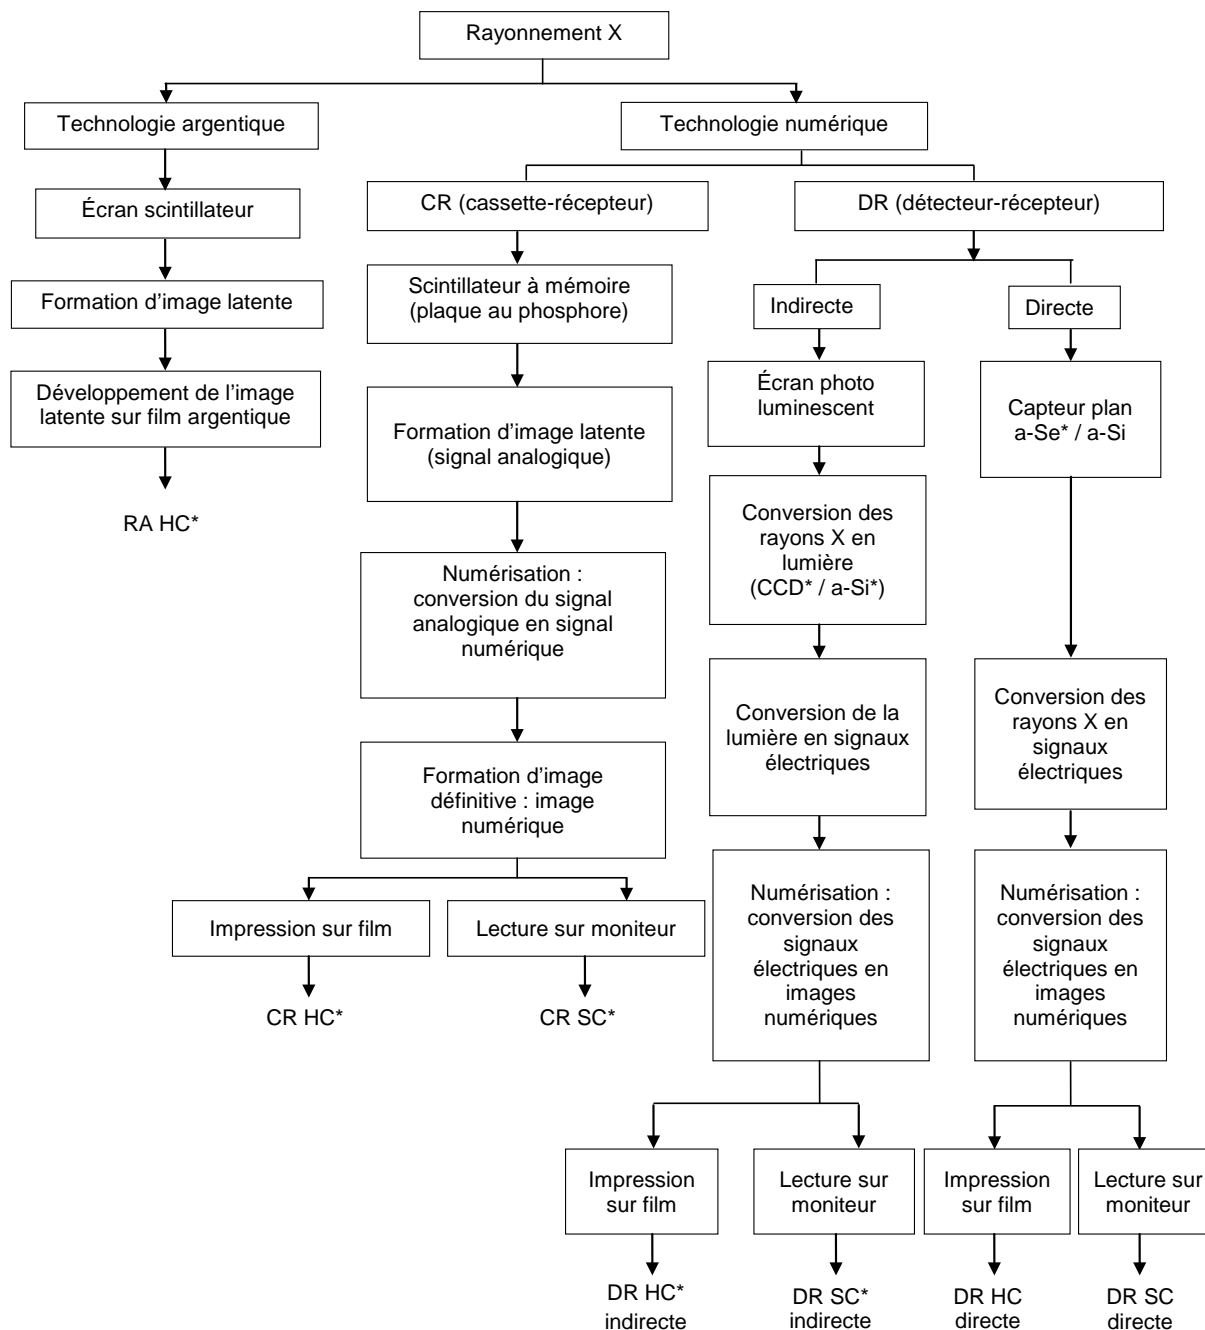 Rayonnement X
Technologie argentique
Technologie numérique
Écran scintillateur
CR (cassette-récepteur)
DR (détecteur-récepteur)
Formation d'image latente
Scintillateur à mémoire
(plaque au phosphore)
Indirecte
Directe
Développement de l'image
latente sur film argentique
RA HC*
Formation d'image latente
(signal analogique)
Écran photo
luminescent
Capteur plan
a-Se* / a-Si
Numérisation :
conversion du signal
analogique en signal
numérique
Conversion des
rayons X en
lumière
(CCD* / a-Si*)
Formation d'image
définitive : image
numérique
Conversion de la
lumière en signaux
électriques
Conversion des
rayons X en
signaux
électriques
Impression sur film
Lecture sur moniteur
CR HC*
CR SC*
Numérisation :
conversion des
signaux
électriques en
images
numériques
Numérisation :
conversion des
signaux
électriques en
images
numériques
Impression
sur film
Lecture sur
moniteur
Impression
sur film
Lecture sur
moniteur
DR HC*
indirecte
DR SC*
indirecte
DR HC
directe
DR SC
directe